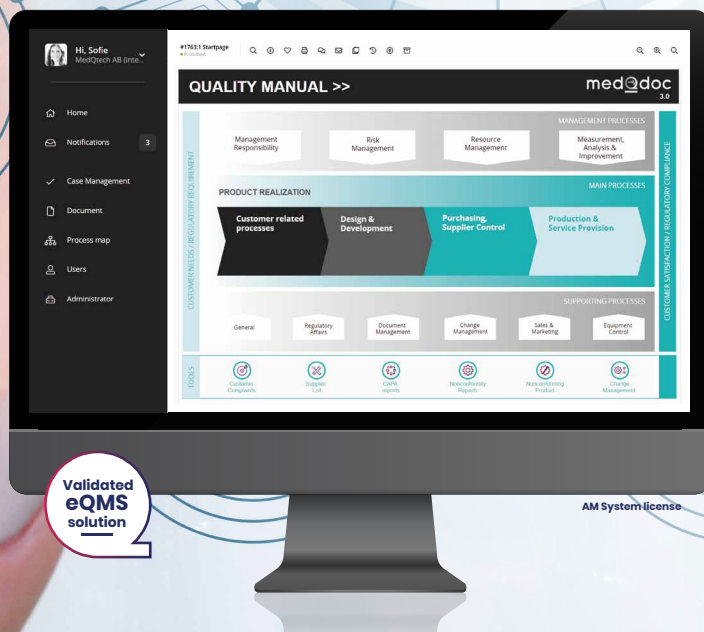 Hi, Sofie
MedQtech AB (Inte...
#1763:1 Startpage
Published
Home
Notifications 3
Case Management
Document
Process map
Users
Administrator
QUALITY MANUAL >>
medQdoc
3.0
CUSTOMER NEEDS / REGULATORY REQUIREMENT
MANAGEMENT PROCESSES
Management
Responsibility
Risk
Management
Resource
Management
Measurement,
Analysis &
Improvement
PRODUCT REALIZATION
MAIN PROCESSES
Customer related
processes
Design &
Development
Purchasing,
Supplier Control
Production &
Service Provision
SUPPORTING PROCESSES
General
Regulatory
Affairs
Document
Management
Change
Management
Sales &
Marketing
Equipment
Control
CUSTOMER SATISFACTION / REGULATORY COMPLIANCE
TOOLS
Customer
Complaints
Supplier
List
CAPA
reports
Nonconformity
Reports
Nonconforming
Product
Change
Management
Validated
eQMS
solution
AM System license